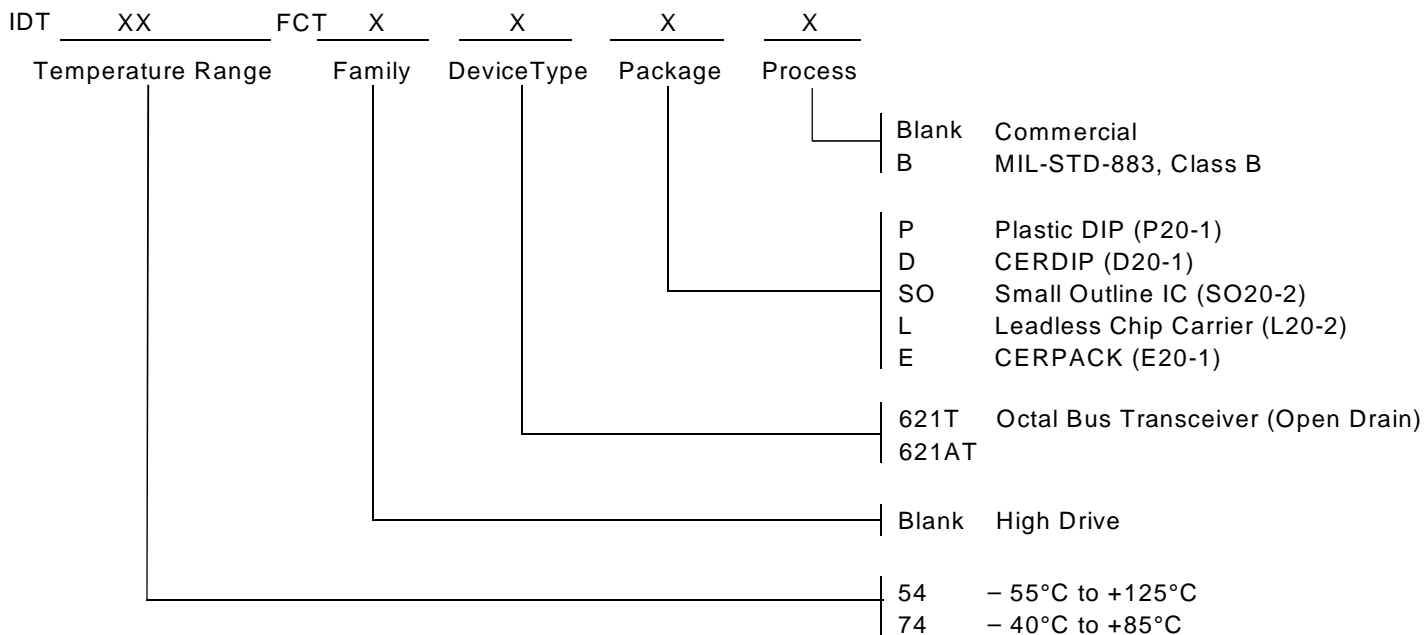 IDT XX FCT X X X X
Temperature Range Family DeviceType Package Process
Blank Commercial
B MIL-STD-883, Class B
P Plastic DIP (P20-1)
D CERDIP (D20-1)
SO Small Outline IC (SO20-2)
L Leadless Chip Carrier (L20-2)
E CERPACK (E20-1)
621T Octal Bus Transceiver (Open Drain)
621AT
Blank High Drive
54 – 55°C to +125°C
74 – 40°C to +85°C